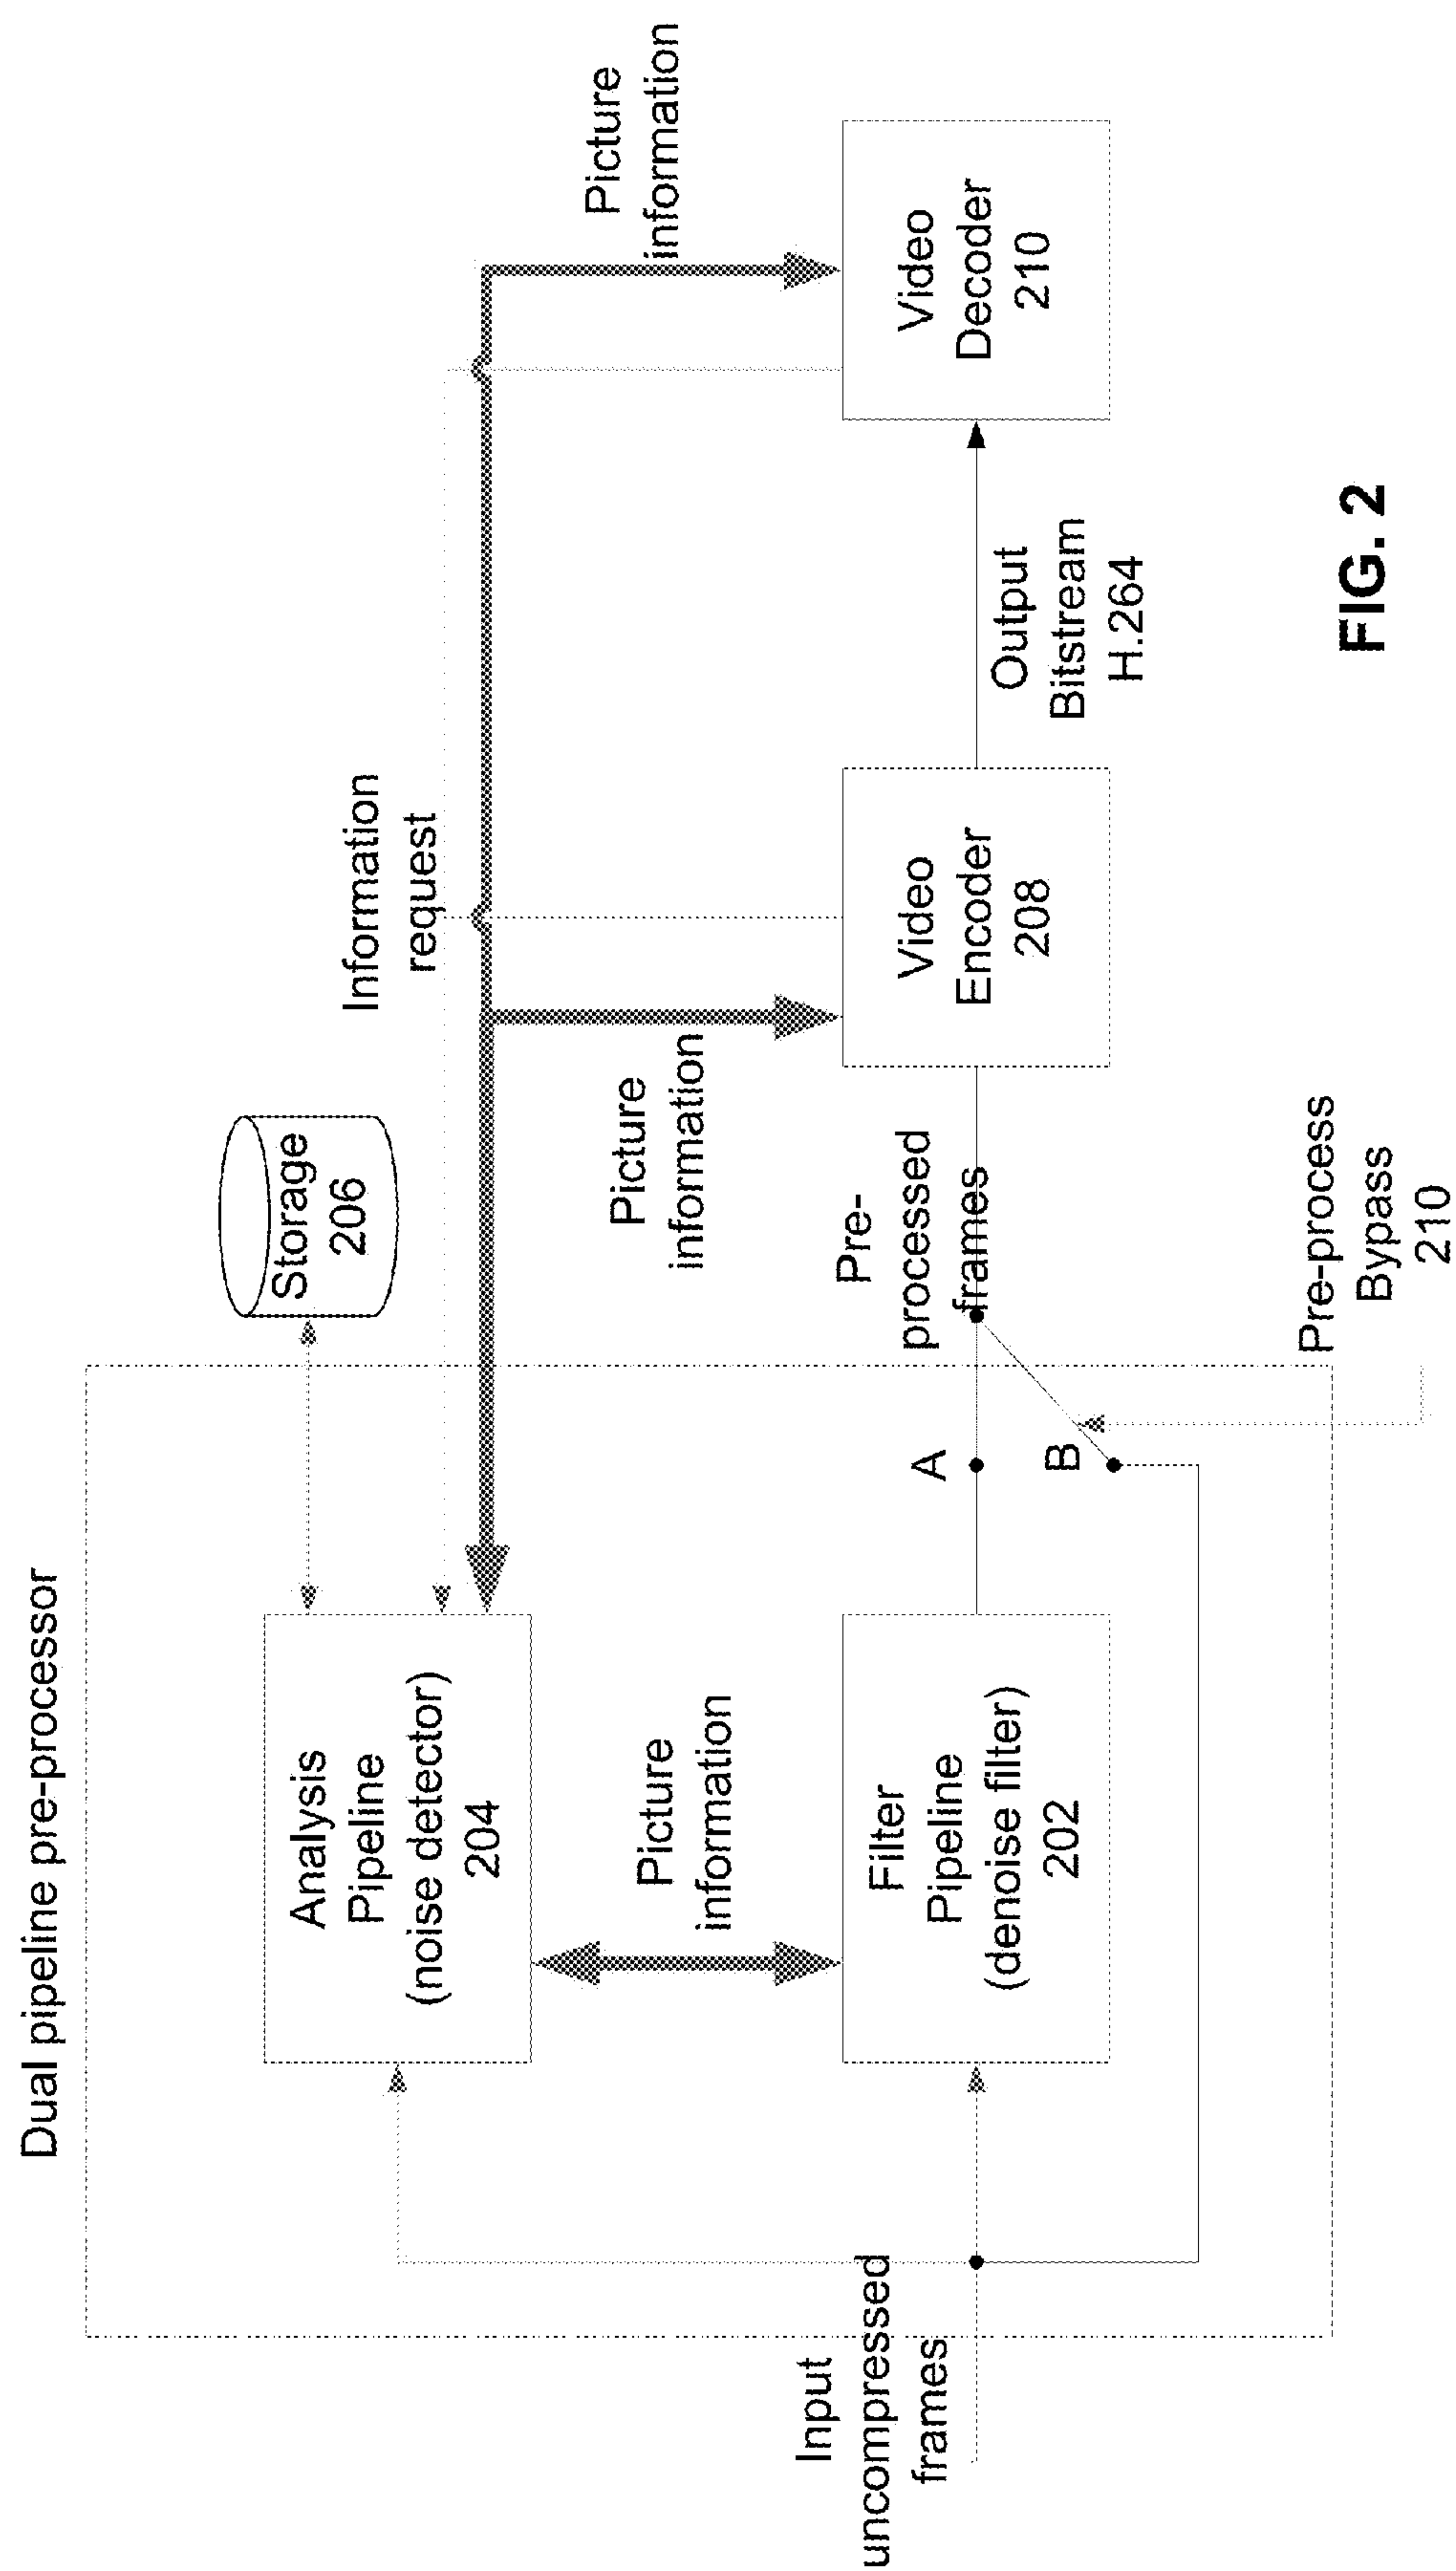 Dual pipeline pre-processor
Analysis
Pipeline
(noise detector)
204
Storage
206
Information
request
Picture
information
Picture
information
Picture
information
Input
uncompressed
frames
Filter
Pipeline
(denoise filter)
202
A
B
Pre-
processed
frames
Video
Encoder
208
Output
Bitstream
H.264
Video
Decoder
210
Pre-process
Bypass
210
FIG. 2